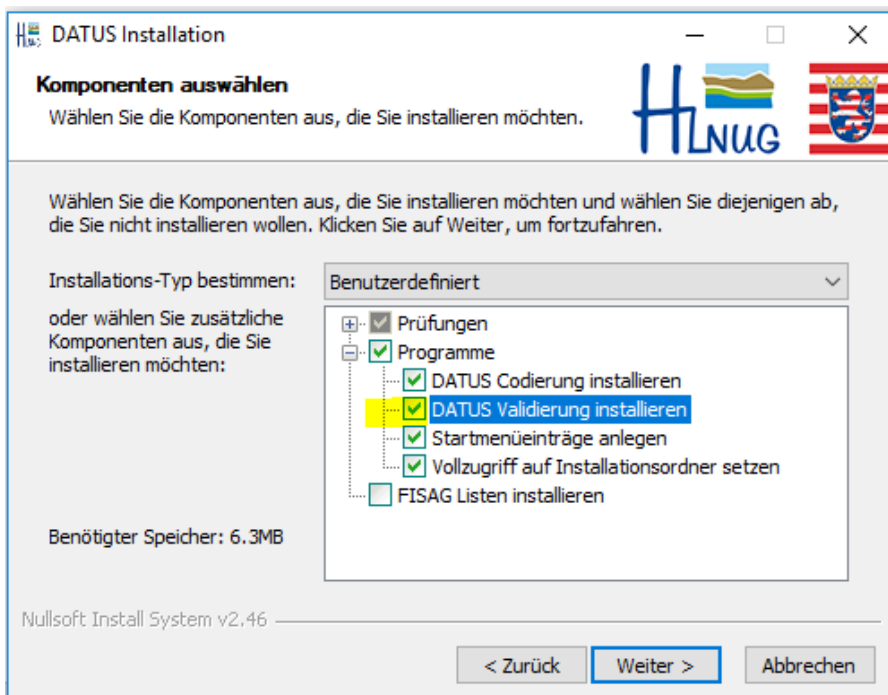 DATUS Installation
Komponenten auswählen
Wählen Sie die Komponenten aus, die Sie installieren möchten.
HLNUG
Wählen Sie die Komponenten aus, die Sie installieren möchten und wählen Sie diejenigen ab,
die Sie nicht installieren wollen. Klicken Sie auf Weiter, um fortzufahren.
Installations-Typ bestimmen:
Benutzerdefiniert
oder wählen Sie zusätzliche
Komponenten aus, die Sie
installieren möchten:
Prüfungen
Programme
DATUS Codierung installieren
DATUS Validierung installieren
Startmenüeinträge anlegen
Vollzugriff auf Installationsordner setzen
FISAG Listen installieren
Benötigter Speicher: 6.3MB
Nullsoft Install System v2.46
< Zurück
Weiter >
Abbrechen